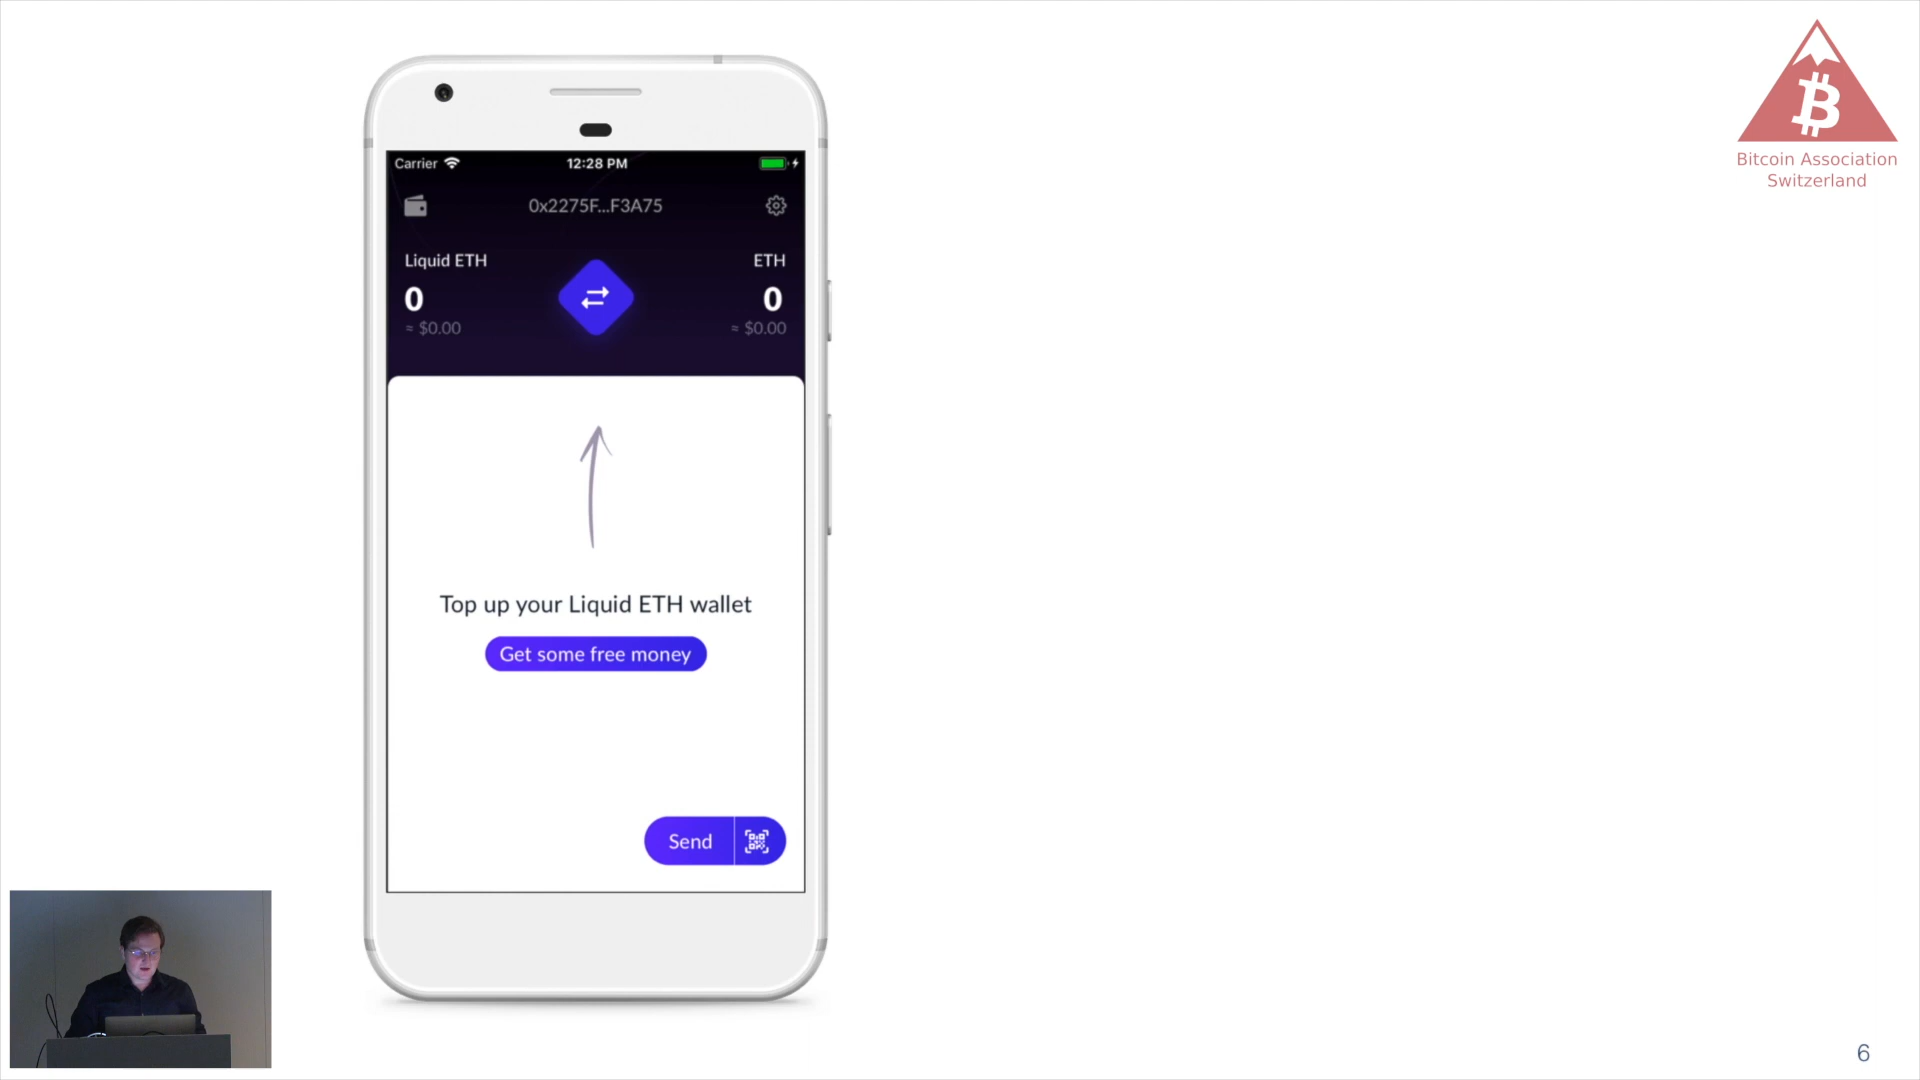 Bitcoin Association
Switzerland
Carrier 12:28 PM
0x2275F...F3A75
Liquid ETH ETH
0 0
≈ $0.00 ≈ $0.00
Top up your Liquid ETH wallet
Get some free money
Send
6